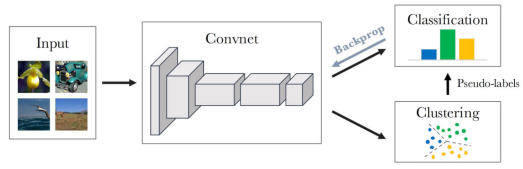 Input
Convnet
Backprop
Classification
Pseudo-labels
Clustering